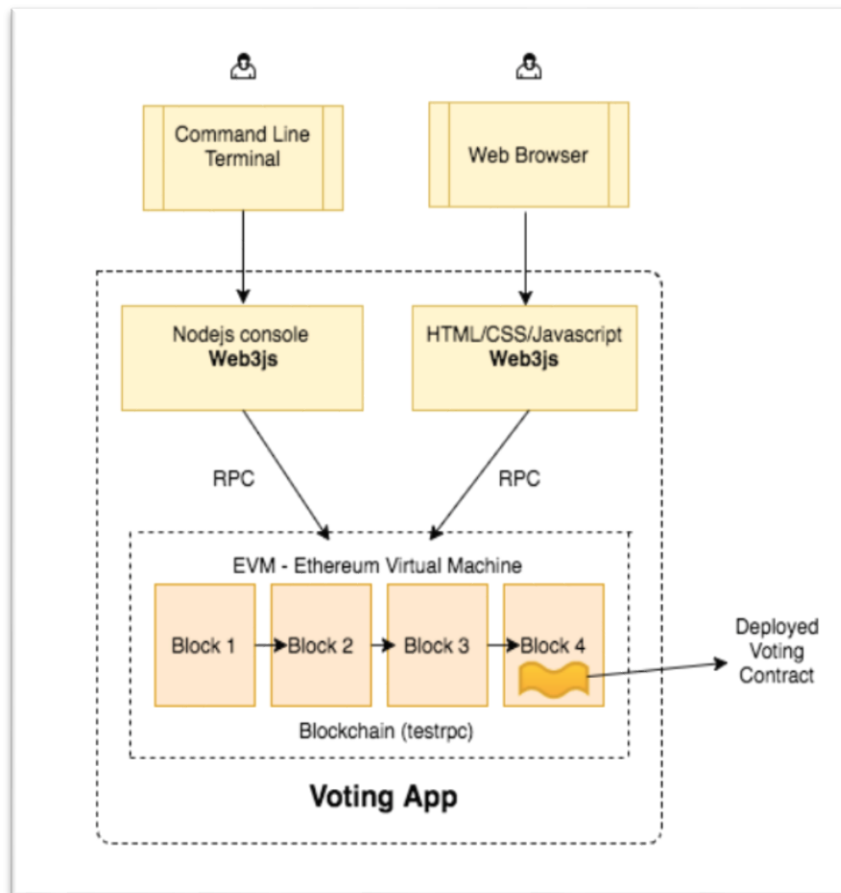 Command Line
Terminal
Web Browser
Nodejs console
Web3js
HTML/CSS/Javascript
Web3js
RPC
RPC
EVM - Ethereum Virtual Machine
Block 1
Block 2
Block 3
Block 4
Deployed
Voting
Contract
Blockchain (testrpc)
Voting App